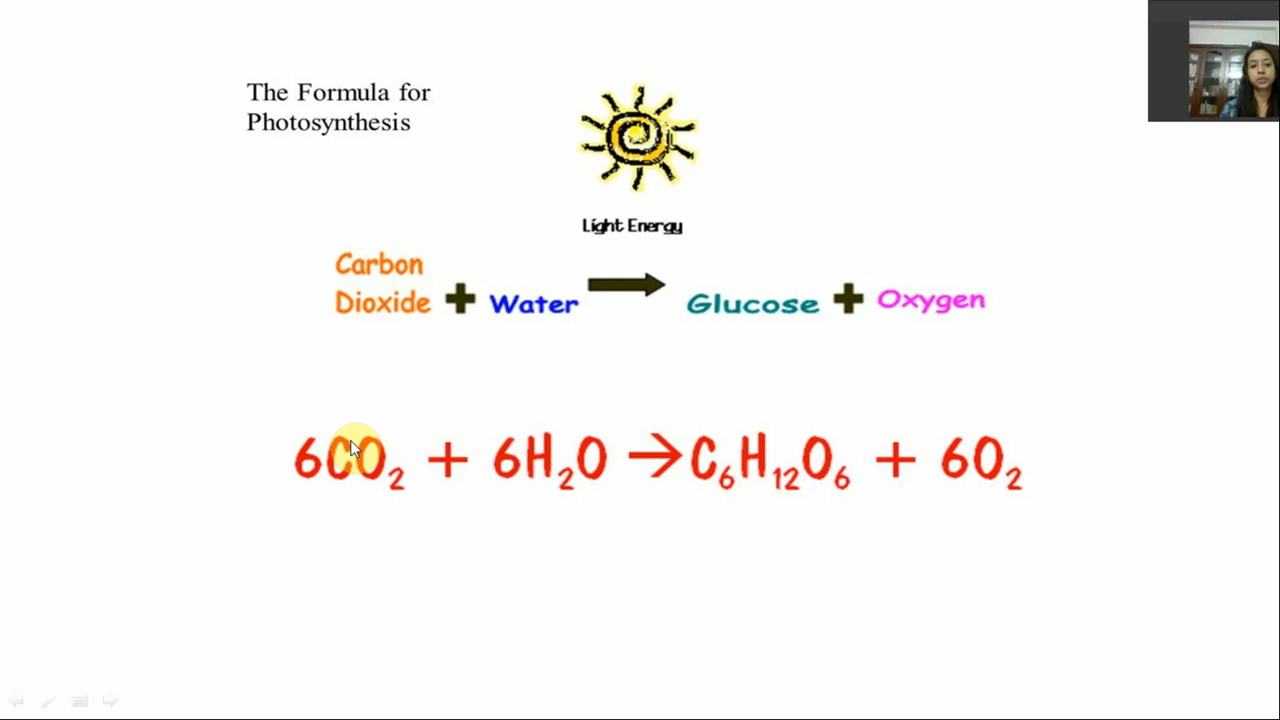 The Formula for
Photosynthesis
Light Energy
Carbon
Dioxide + Water → Glucose + Oxygen
6CO₂ + 6H₂O → C₆H₁₂O₆ + 6O₂